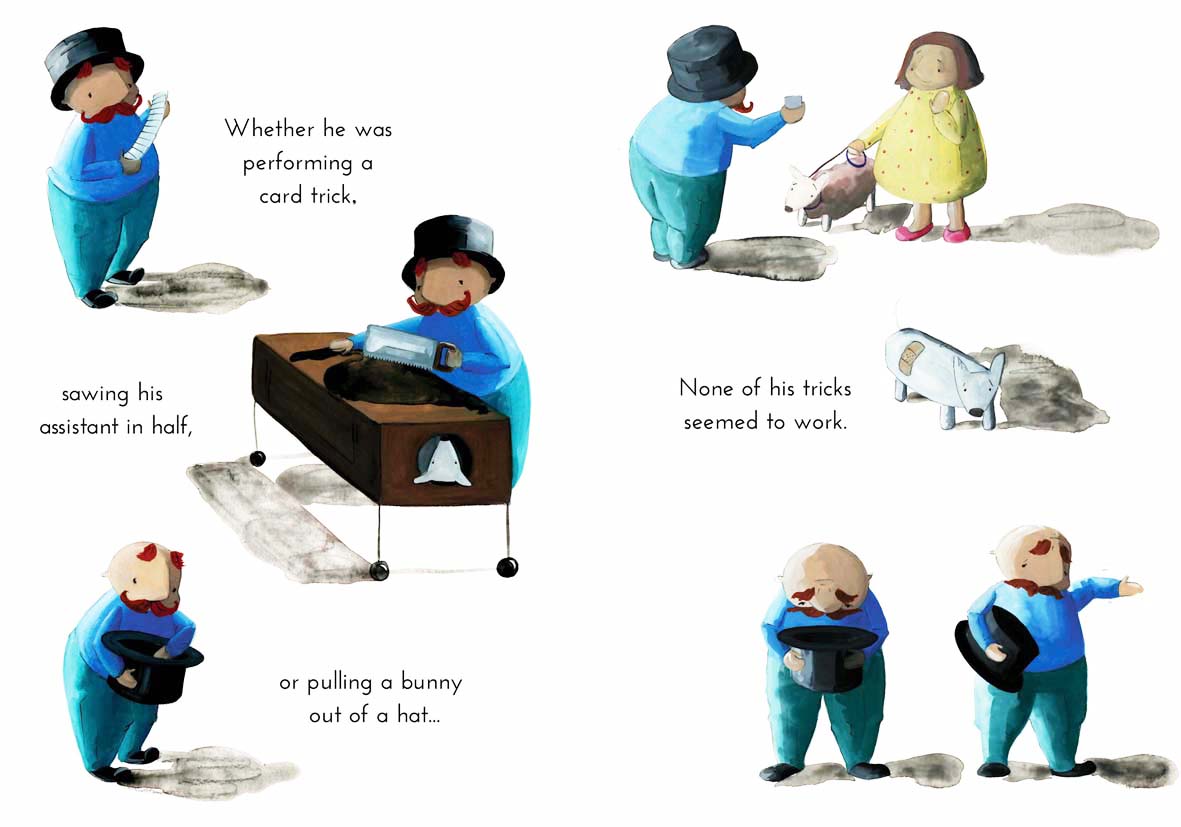 Whether he was
performing a
card trick,
sawing his
assistant in half,
or pulling a bunny
out of a hat...
None of his tricks
seemed to work.